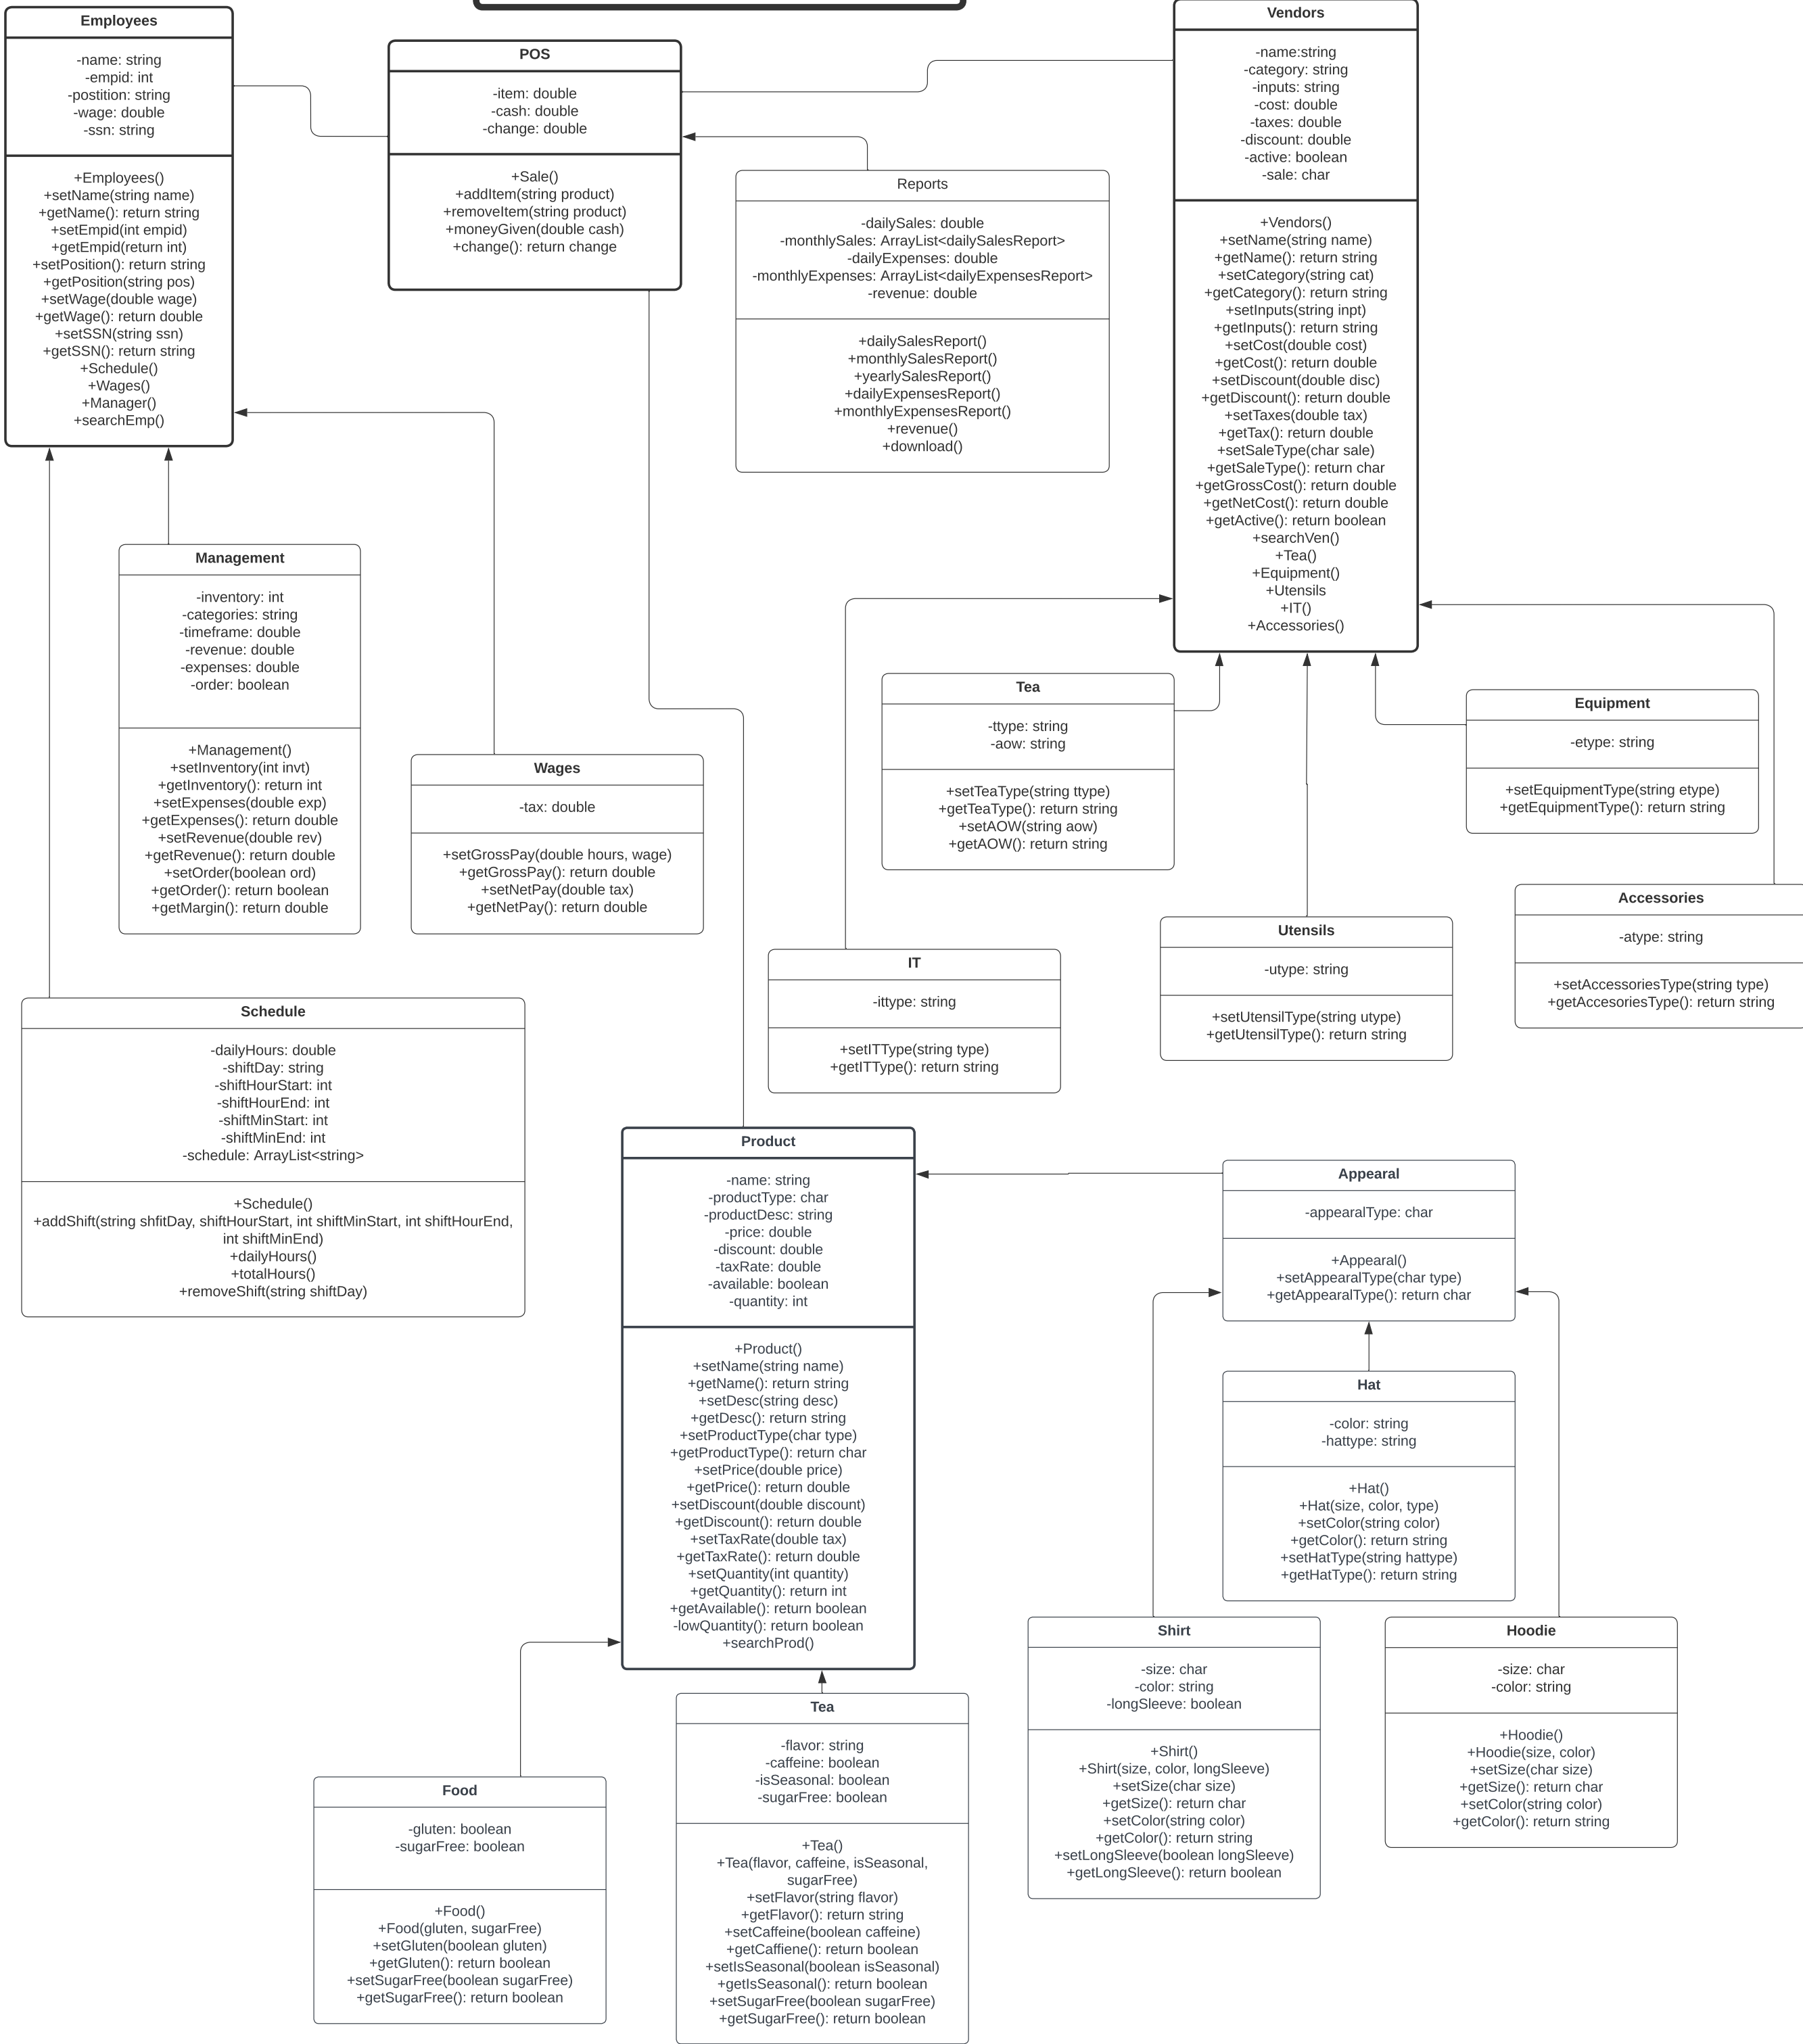 Employees
-name: string
-empid: int
-postition: string
-wage: double
-ssn: string
+Employees()
+setName(string name)
+getName(): return string
+setEmpid(int empid)
+getEmpid(return int)
+setPosition(): return string
+getPosition(string pos)
+setWage(double wage)
+getWage(): return double
+setSSN(string ssn)
+getSSN(): return string
+Schedule()
+Wages()
+Manager()
+searchEmp()
POS
-item: double
-cash: double
-change: double
+Sale()
+addItem(string product)
+removeItem(string product)
+moneyGiven(double cash)
+change(): return change
Reports
-dailySales: double
-monthlySales: ArrayList<dailySalesReport>
-dailyExpenses: double
-monthlyExpenses: ArrayList<dailyExpensesReport>
-revenue: double
+dailySalesReport()
+monthlySalesReport()
+yearlySalesReport()
+dailyExpensesReport()
+monthlyExpensesReport()
+revenue()
+download()
Vendors
-name:string
-category: string
-inputs: string
-cost: double
-taxes: double
-discount: double
-active: boolean
-sale: char
+Vendors()
+setName(string name)
+getName(): return string
+setCategory(string cat)
+getCategory(): return string
+setInputs(string inpt)
+getInputs(): return string
+setCost(double cost)
+getCost(): return double
+setDiscount(double disc)
+getDiscount(): return double
+setTaxes(double tax)
+getTax(): return double
+setSaleType(char sale)
+getSaleType(): return char
+getGrossCost(): return double
+getNetCost(): return double
+getActive(): return boolean
+searchVen()
+Tea()
+Equipment()
+Utensils
+IT()
+Accessories()
Management
-inventory: int
-categories: string
-timeframe: double
-revenue: double
-expenses: double
-order: boolean
+Management()
+setInventory(int invt)
+getInventory(): return int
+setExpenses(double exp)
+getExpenses(): return double
+setRevenue(double rev)
+getRevenue(): return double
+setOrder(boolean ord)
+getOrder(): return boolean
+getMargin(): return double
Wages
-tax: double
+setGrossPay(double hours, wage)
+getGrossPay(): return double
+setNetPay(double tax)
+getNetPay(): return double
Tea
-ttype: string
-aow: string
+setTeaType(string ttype)
+getTeaType(): return string
+setAOW(string aow)
+getAOW(): return string
Equipment
-etype: string
+setEquipmentType(string etype)
+getEquipmentType(): return string
Accessories
-atype: string
+setAccessoriesType(string type)
+getAccesoriesType(): return string
Utensils
-utype: string
+setUtensilType(string utype)
+getUtensilType(): return string
IT
-ittype: string
+setITType(string type)
+getITType(): return string
Schedule
-dailyHours: double
-shiftDay: string
-shiftHourStart: int
-shiftHourEnd: int
-shiftMinStart: int
-shiftMinEnd: int
-schedule: ArrayList<string>
+Schedule()
+addShift(string shfitDay, shiftHourStart, int shiftMinStart, int shiftHourEnd,
int shiftMinEnd)
+dailyHours()
+totalHours()
+removeShift(string shiftDay)
Product
-name: string
-productType: char
-productDesc: string
-price: double
-discount: double
-taxRate: double
-available: boolean
-quantity: int
+Product()
+setName(string name)
+getName(): return string
+setDesc(string desc)
+getDesc(): return string
+setProductType(char type)
+getProductType(): return char
+setPrice(double price)
+getPrice(): return double
+setDiscount(double discount)
+getDiscount(): return double
+setTaxRate(double tax)
+getTaxRate(): return double
+setQuantity(int quantity)
+getQuantity(): return int
+getAvailable(): return boolean
-lowQuantity(): return boolean
+searchProd()
Appearal
-appearalType: char
+Appearal()
+setAppearalType(char type)
+getAppearalType(): return char
Hat
-color: string
-hattype: string
+Hat()
+Hat(size, color, type)
+setColor(string color)
+getColor(): return string
+setHatType(string hattype)
+getHatType(): return string
Shirt
-size: char
-color: string
-longSleeve: boolean
+Shirt()
+Shirt(size, color, longSleeve)
+setSize(char size)
+getSize(): return char
+setColor(string color)
+getColor(): return string
+setLongSleeve(boolean longSleeve)
+getLongSleeve(): return boolean
Hoodie
-size: char
-color: string
+Hoodie()
+Hoodie(size, color)
+setSize(char size)
+getSize(): return char
+setColor(string color)
+getColor(): return string
Food
-gluten: boolean
-sugarFree: boolean
+Food()
+Food(gluten, sugarFree)
+setGluten(boolean gluten)
+getGluten(): return boolean
+setSugarFree(boolean sugarFree)
+getSugarFree(): return boolean
Tea
-flavor: string
-caffeine: boolean
-isSeasonal: boolean
-sugarFree: boolean
+Tea()
+Tea(flavor, caffeine, isSeasonal,
sugarFree)
+setFlavor(string flavor)
+getFlavor(): return string
+setCaffeine(boolean caffeine)
+getCaffiene(): return boolean
+setIsSeasonal(boolean isSeasonal)
+getIsSeasonal(): return boolean
+setSugarFree(boolean sugarFree)
+getSugarFree(): return boolean